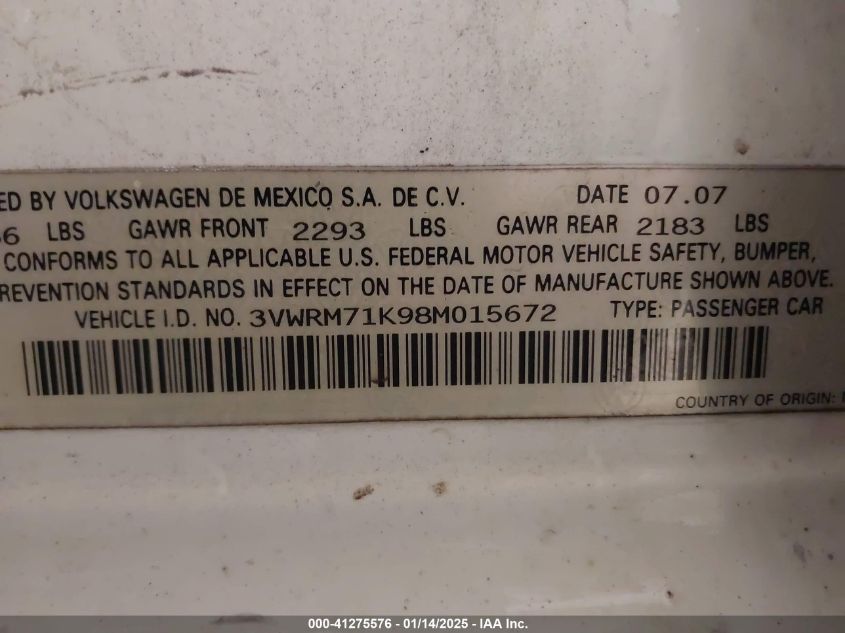 BY VOLKSWAGEN DE MEXICO S.A. DE C.V. DATE 07.07
LBS GAWR FRONT 2293 LBS GAWR REAR 2183 LBS
CONFORMS TO ALL APPLICABLE U.S. FEDERAL MOTOR VEHICLE SAFETY, BUMPER,
REVENTION STANDARDS IN EFFECT ON THE DATE OF MANUFACTURE SHOWN ABOVE.
VEHICLE I.D. NO. 3VWRM71K98M015672 TYPE: PASSENGER CAR
COUNTRY OF ORIGIN:
000-41275576 - 01/14/2025 - IAA Inc.